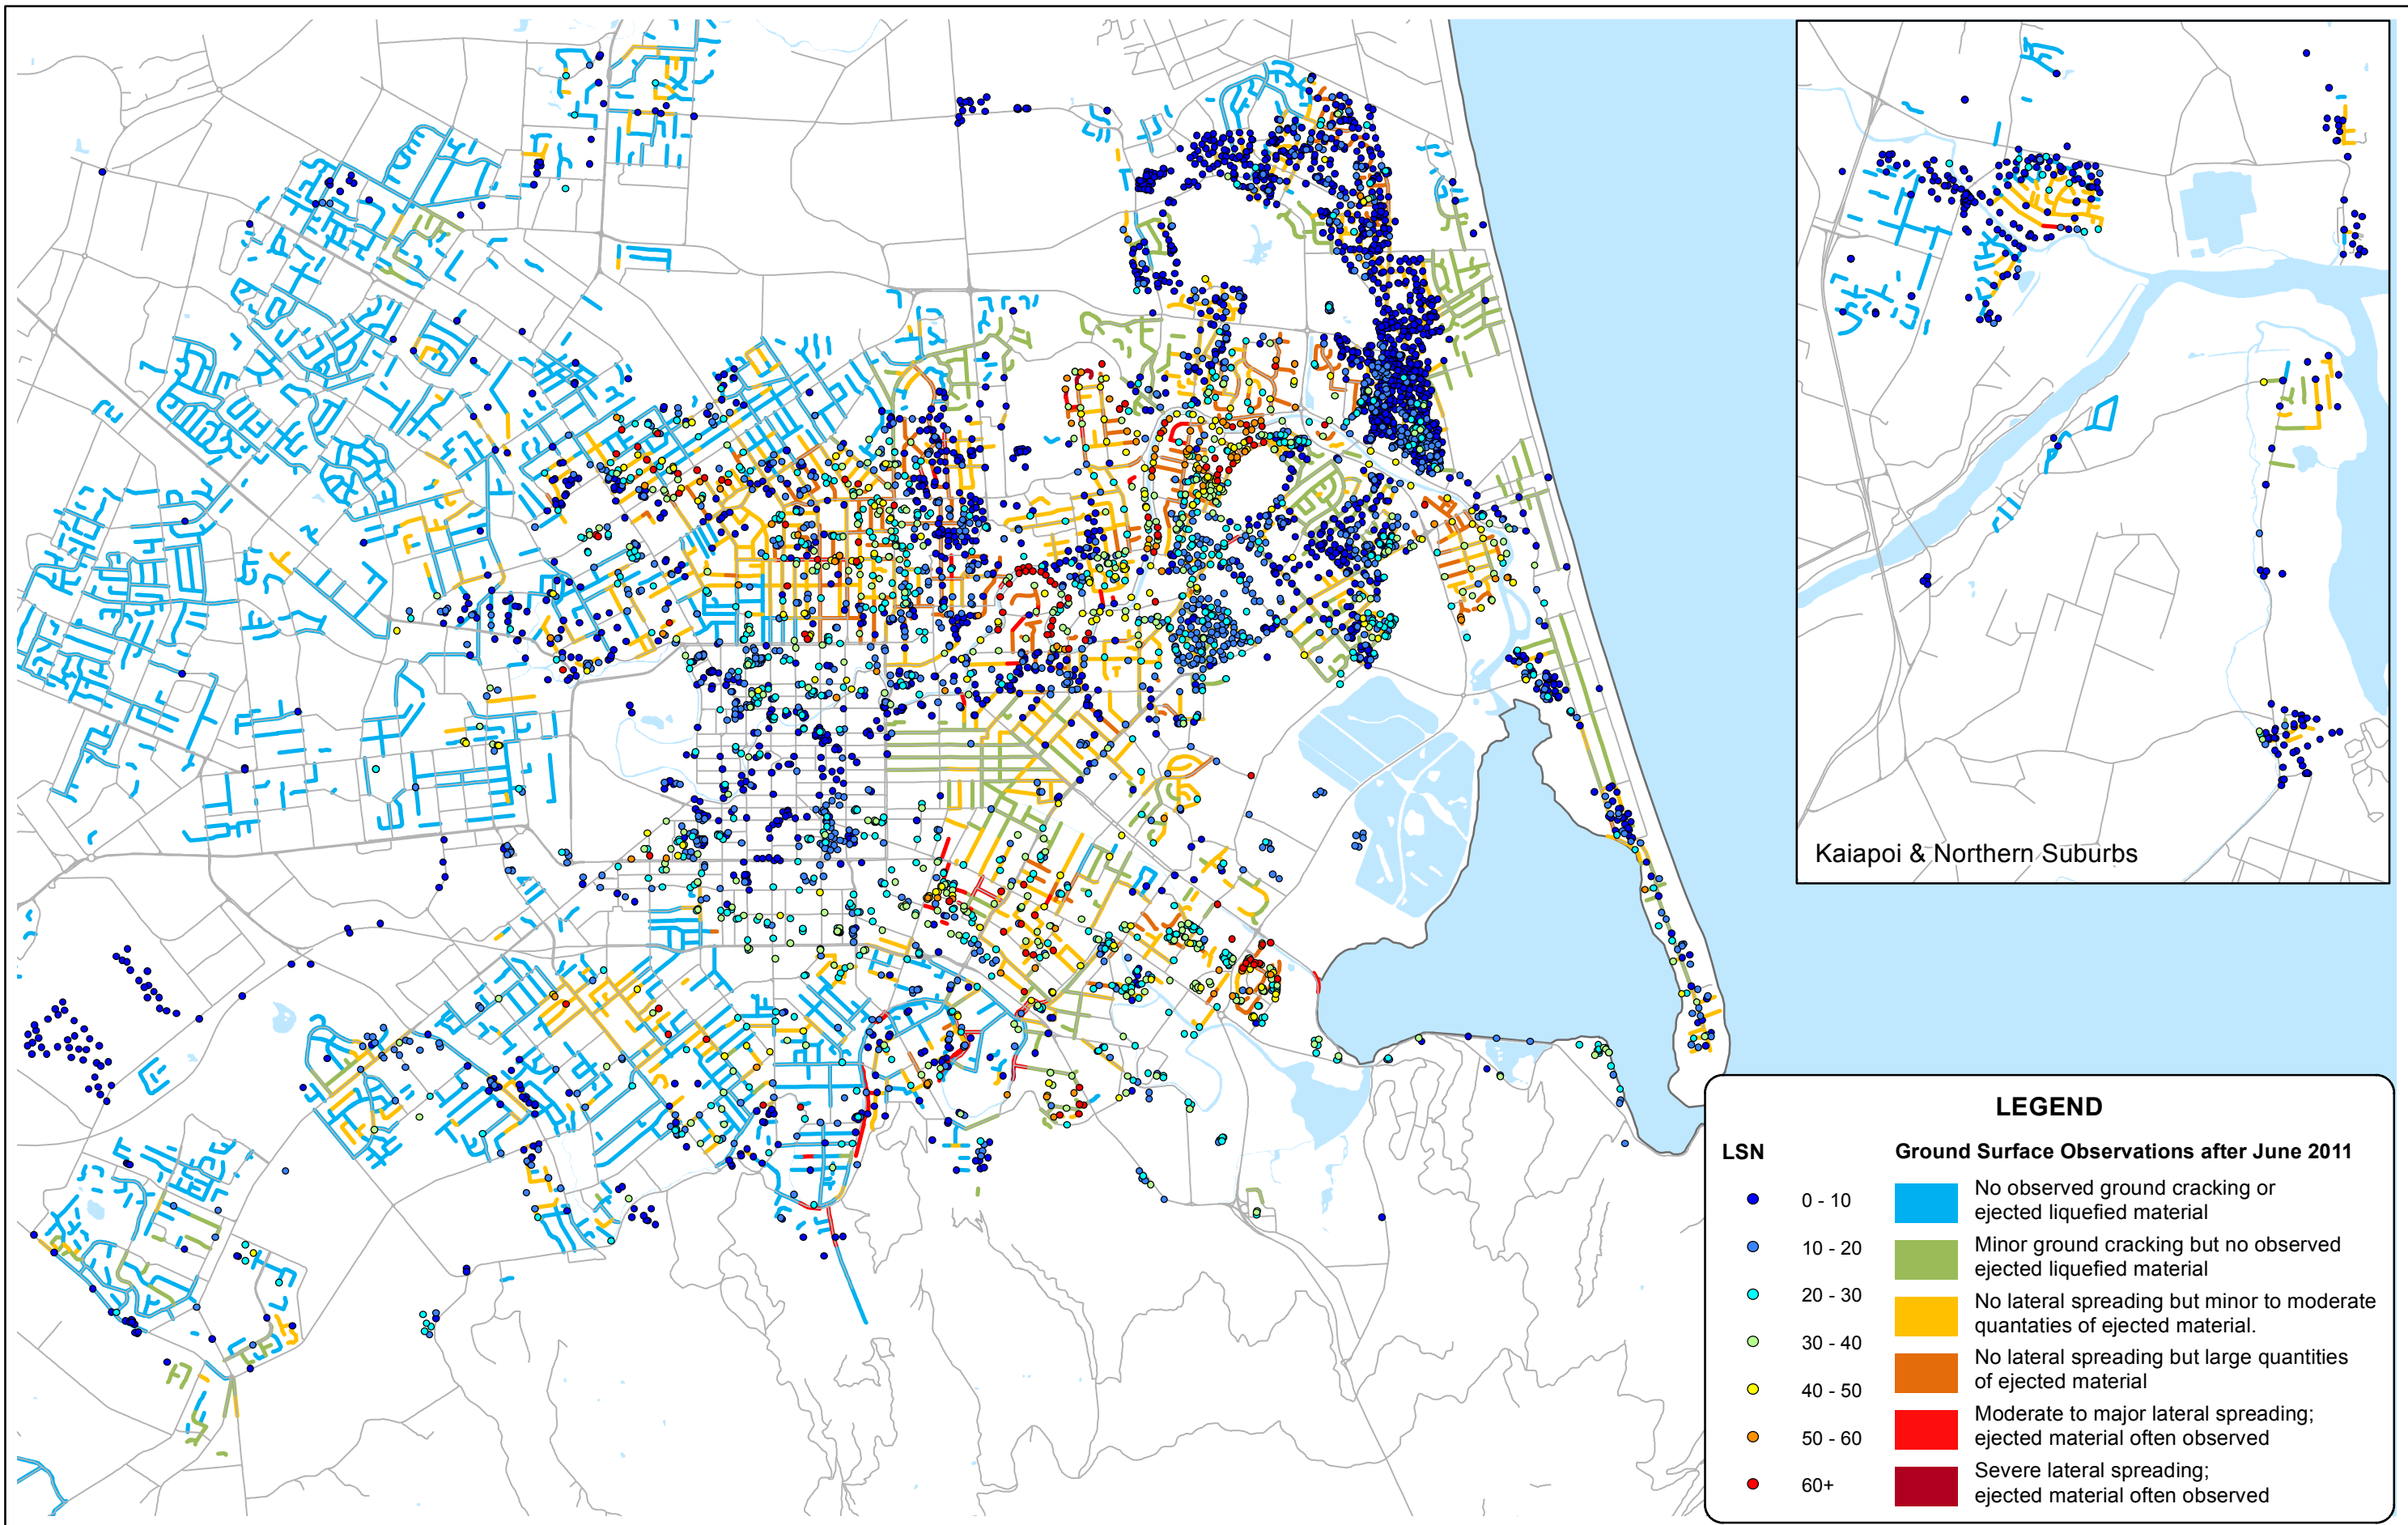 Kaiapoi & Northern Suburbs
LEGEND
LSN
Ground Surface Observations after June 2011
0 - 10
No observed ground cracking or
ejected liquefied material
10 - 20
Minor ground cracking but no observed
ejected liquefied material
20 - 30
No lateral spreading but minor to moderate
quantaties of ejected material.
30 - 40
No lateral spreading but large quantities
of ejected material
40 - 50
Moderate to major lateral spreading;
ejected material often observed
50 - 60
Severe lateral spreading;
ejected material often observed
60+